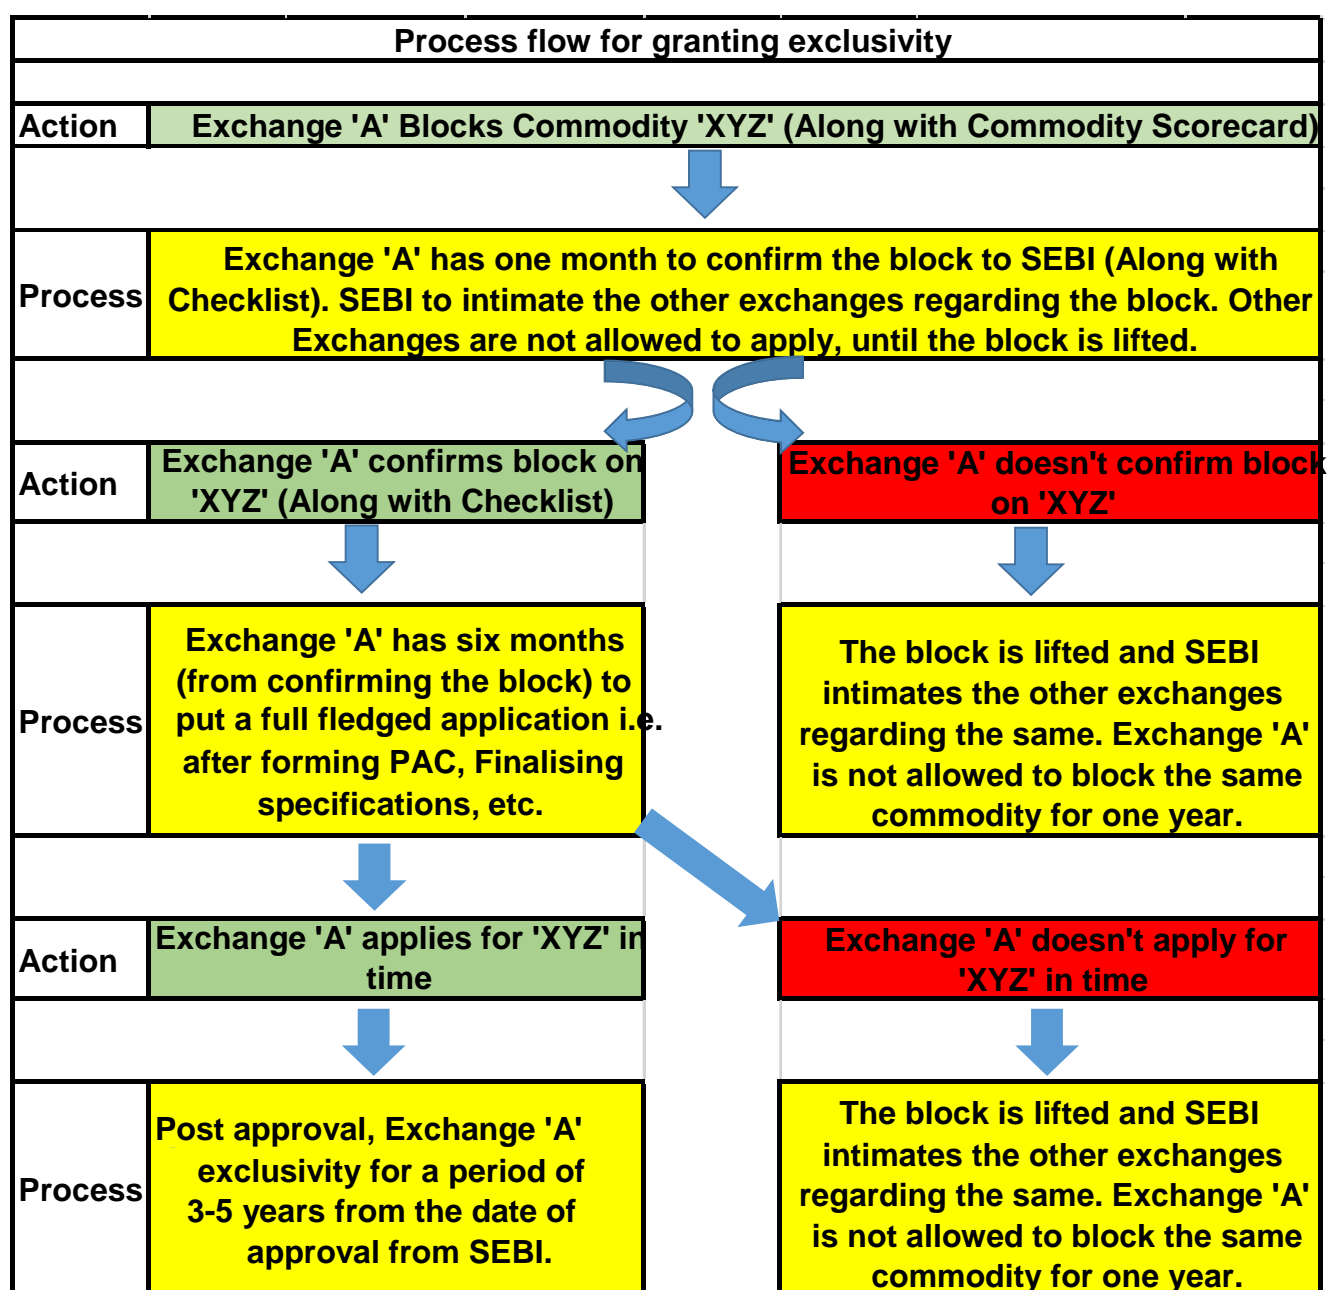 Process flow for granting exclusivity
Action
Exchange 'A' Blocks Commodity 'XYZ' (Along with Commodity Scorecard)
Process
Exchange 'A' has one month to confirm the block to SEBI (Along with
Checklist). SEBI to intimate the other exchanges regarding the block. Other
Exchanges are not allowed to apply, until the block is lifted.
Action
Exchange 'A' confirms block on
'XYZ' (Along with Checklist)
Exchange 'A' doesn't confirm block
on 'XYZ'
Process
Exchange 'A' has six months
(from confirming the block) to
put a full fledged application i.e.
after forming PAC, Finalising
specifications, etc.
The block is lifted and SEBI
intimates the other exchanges
regarding the same. Exchange 'A'
is not allowed to block the same
commodity for one year.
Action
Exchange 'A' applies for 'XYZ' in
time
Exchange 'A' doesn't apply for
'XYZ' in time
Process
Post approval, Exchange 'A'
exclusivity for a period of
3-5 years from the date of
approval from SEBI.
The block is lifted and SEBI
intimates the other exchanges
regarding the same. Exchange 'A'
is not allowed to block the same
commodity for one year.